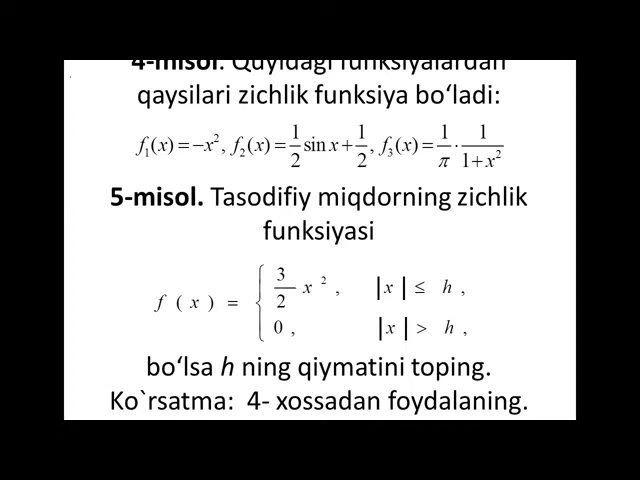 4-misol. Quyidagi funksiyalardan
qaysilari zichlik funksiya bo‘ladi:
f₁(x) = −x², f₂(x) = 1/2 sin x + 1/2, f₃(x) = 1/π · 1/(1+x²)
5-misol. Tasodifiy miqdorning zichlik
funksiyasi
f(x) = { 3/2 x², |x| ≤ h,
0, |x| > h,
bo‘lsa h ning qiymatini toping.
Ko`rsatma: 4- xossadan foydalaning.